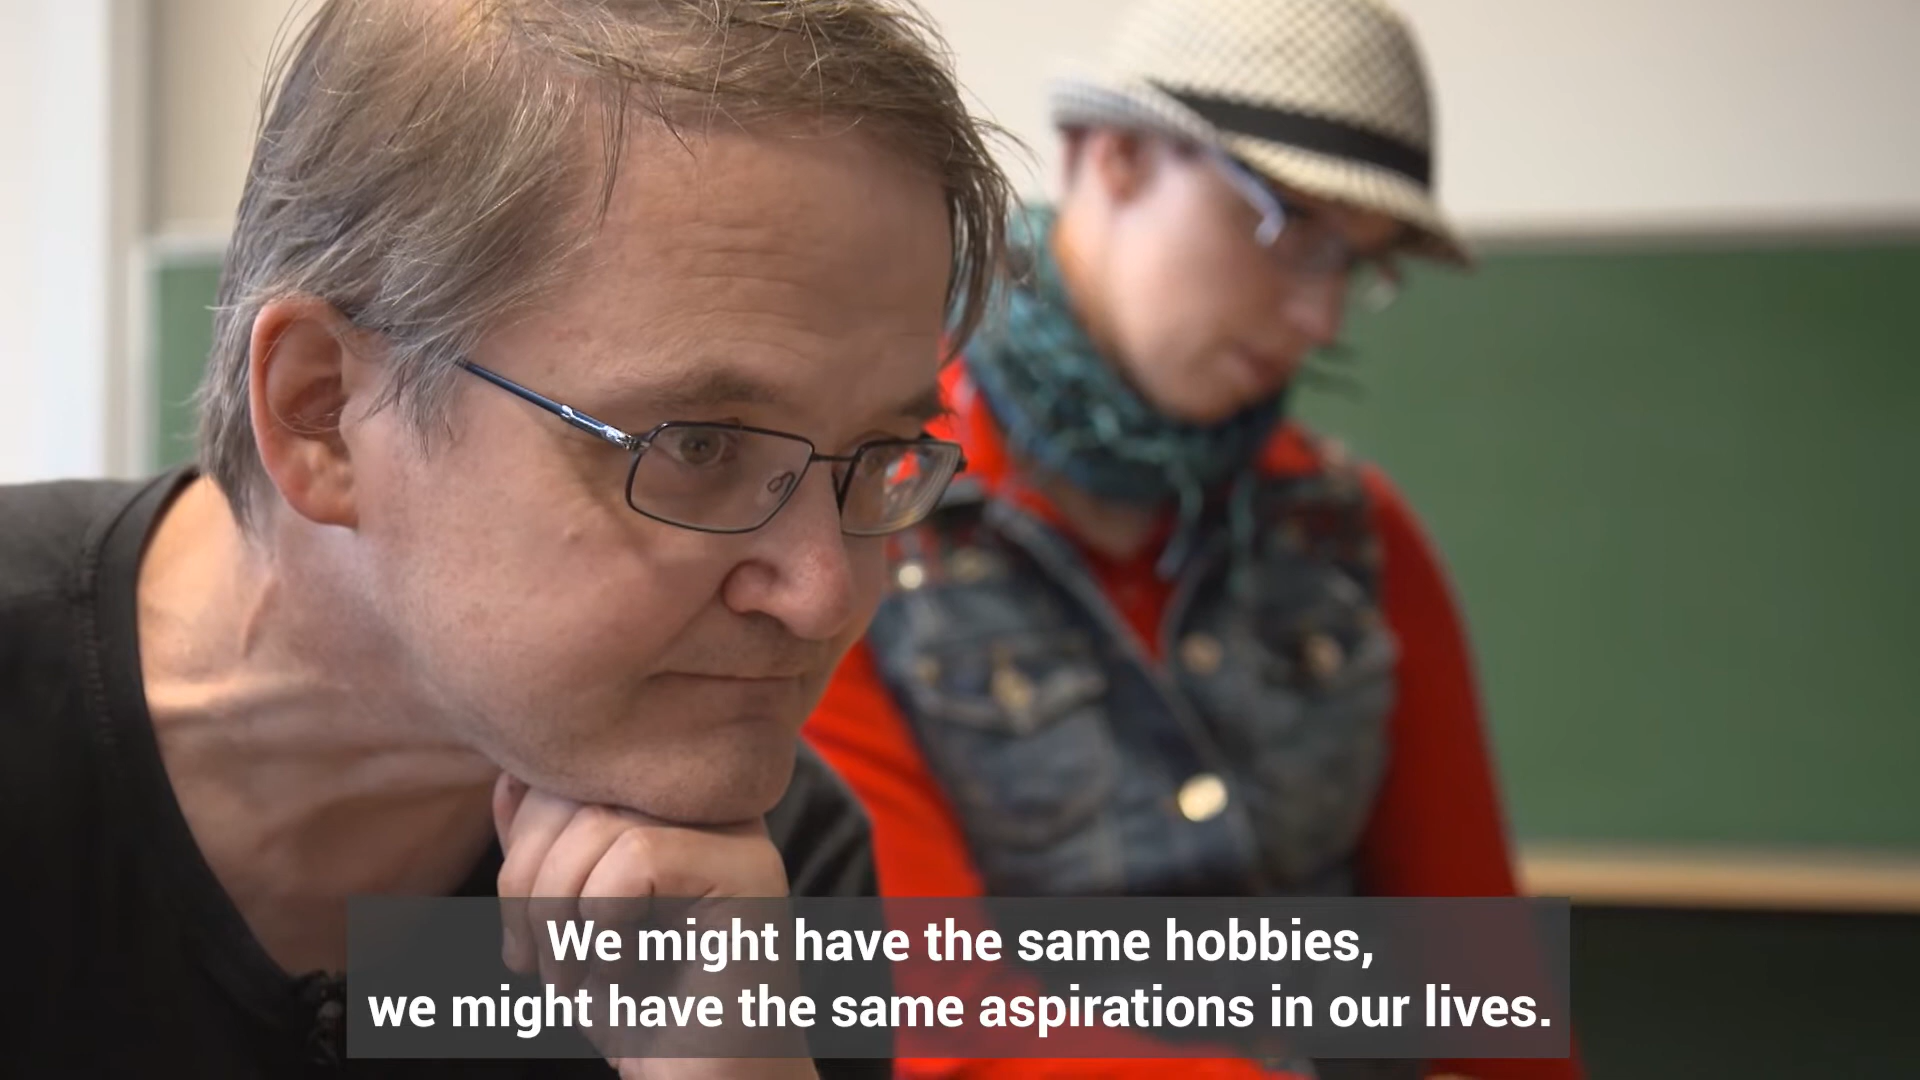 We might have the same hobbies,
we might have the same aspirations in our lives.